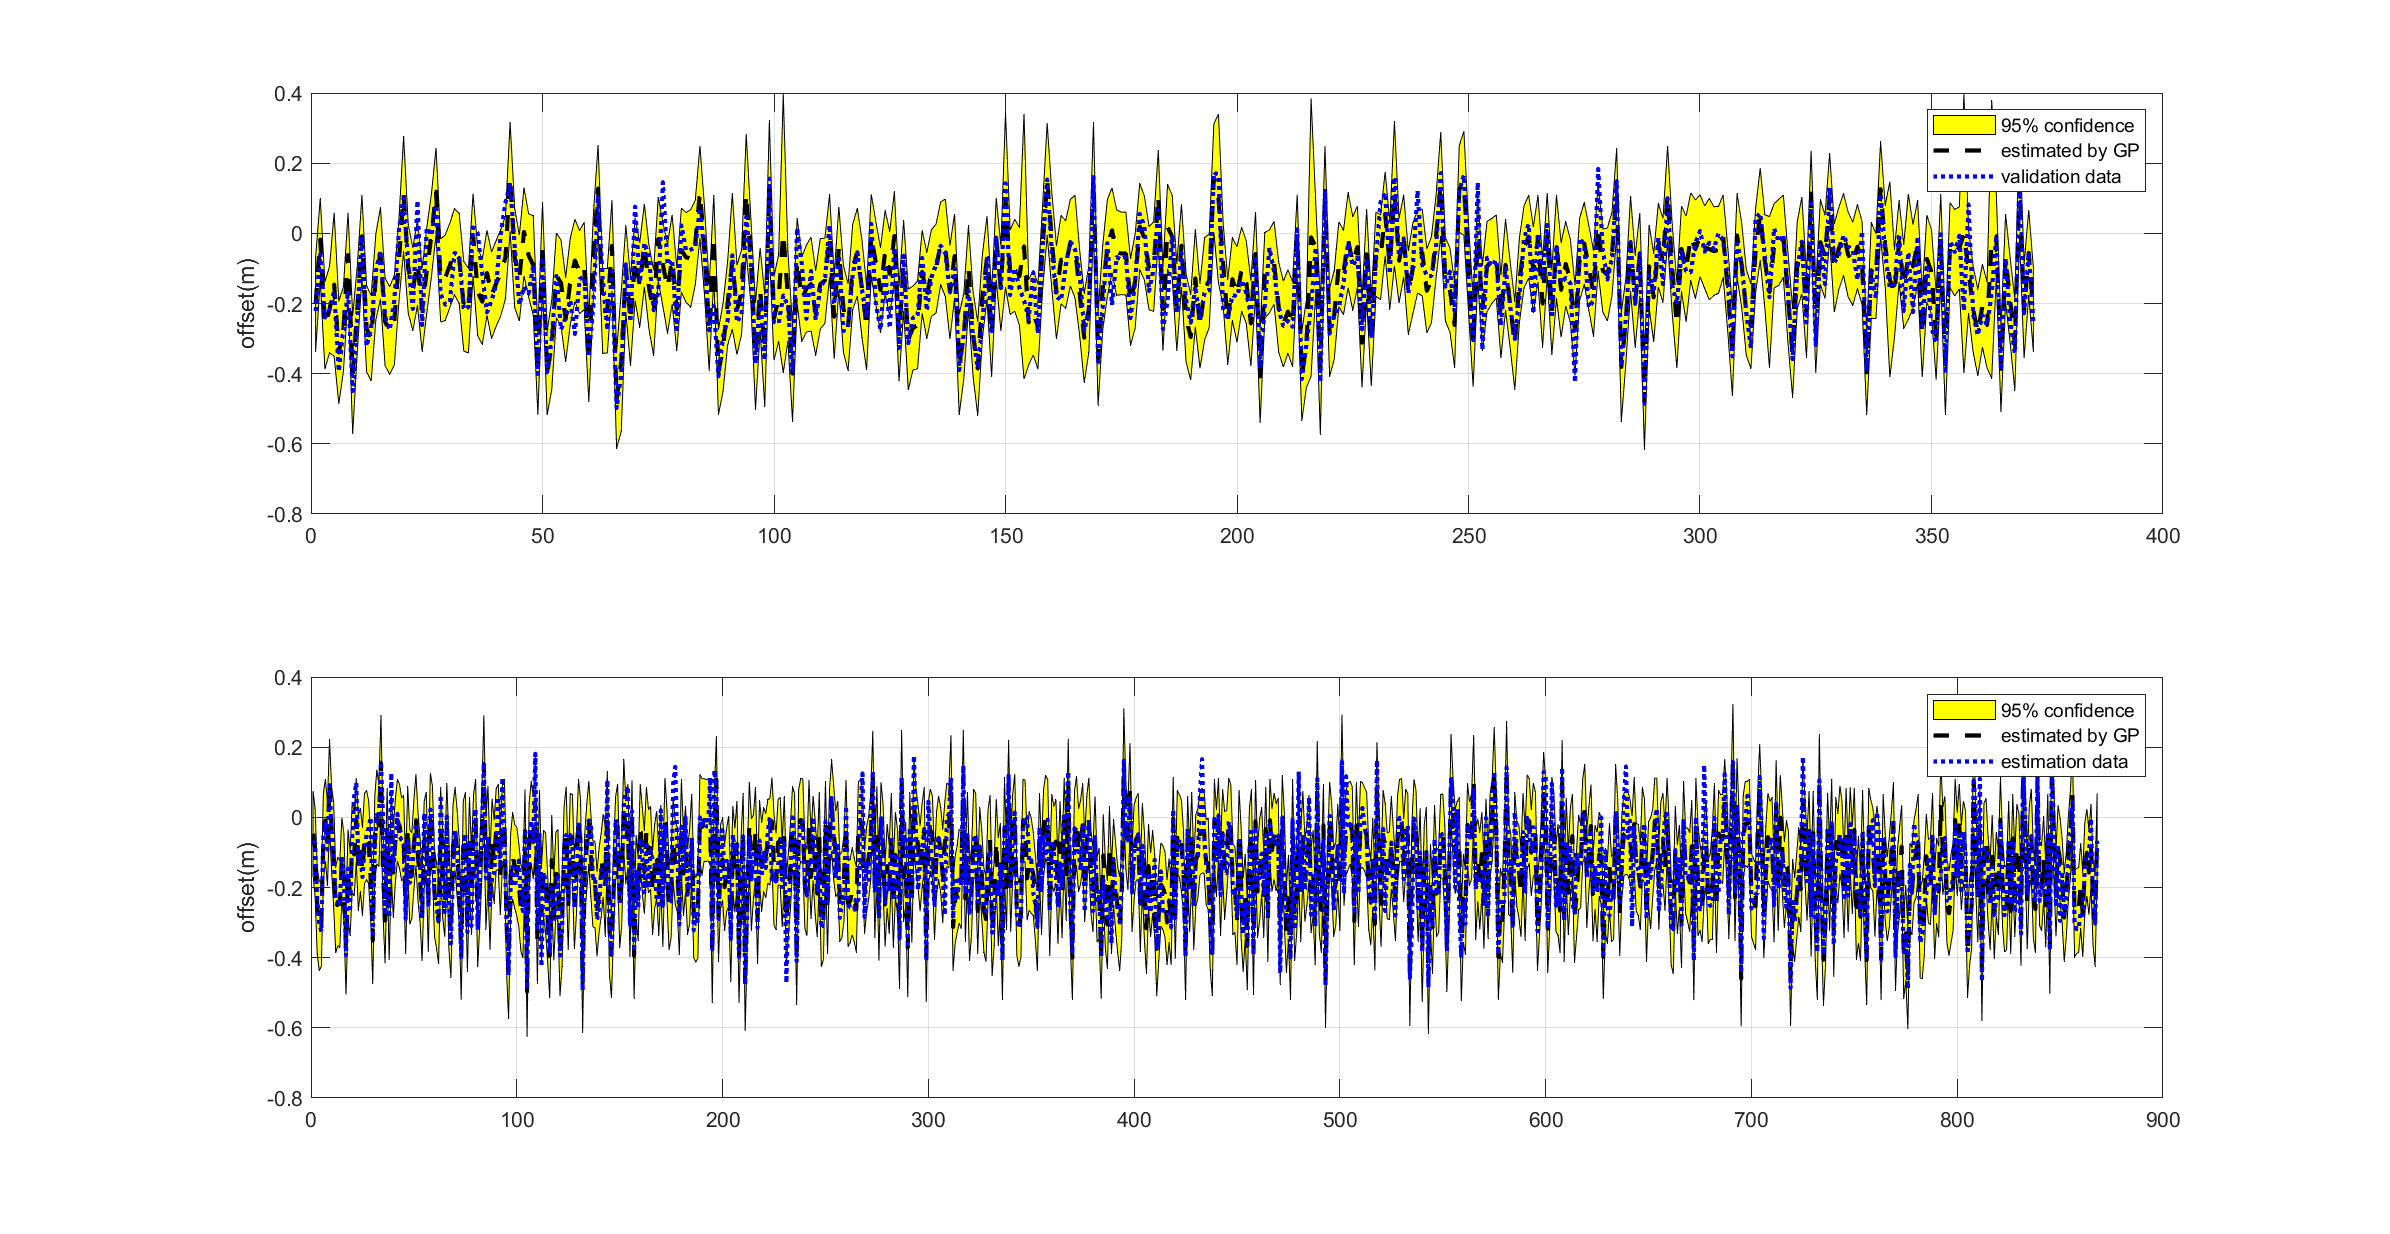 0.4
0.2
0
-0.2
-0.4
-0.6
-0.8
offset(m)
0 50 100 150 200 250 300 350 400
95% confidence
estimated by GP
validation data
0.4
0.2
0
-0.2
-0.4
-0.6
-0.8
offset(m)
0 100 200 300 400 500 600 700 800 900
95% confidence
estimated by GP
estimation data